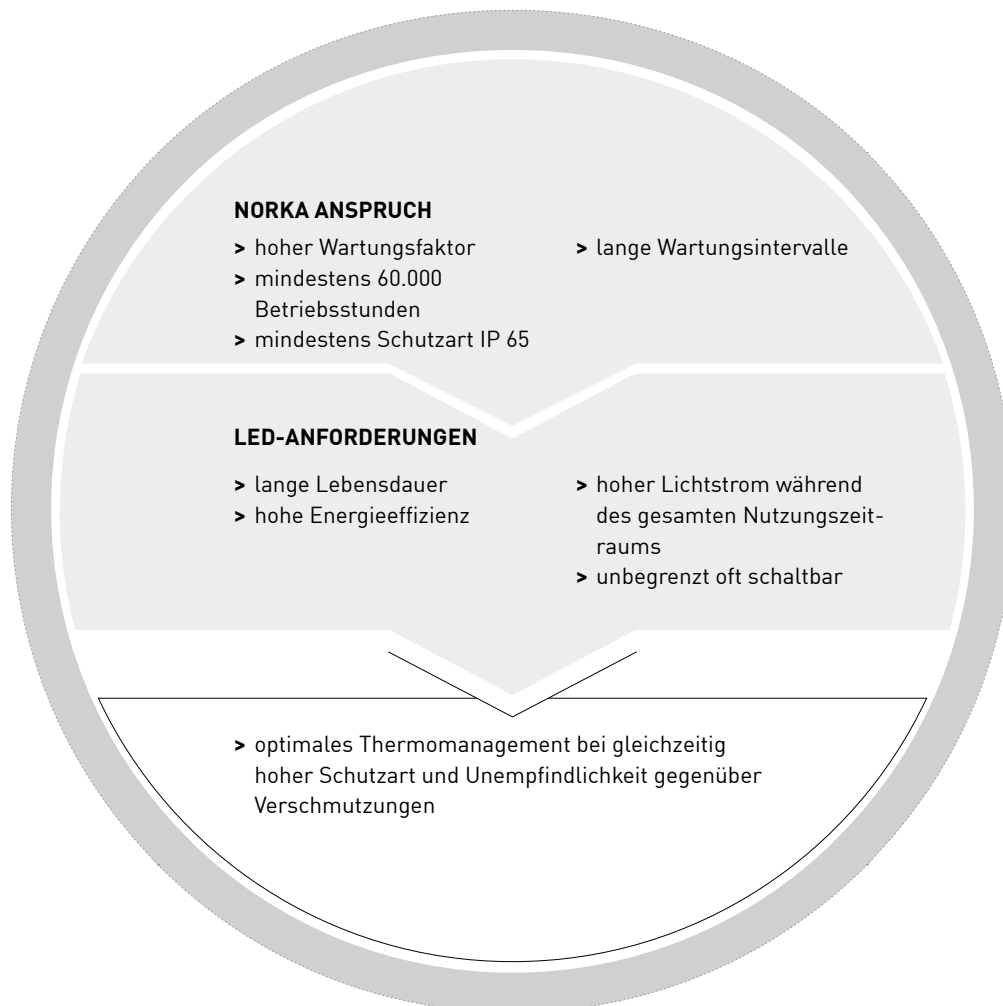 NORKA ANSPRUCH
> hoher Wartungsfaktor
> mindestens 60.000
Betriebsstunden
> mindestens Schutzart IP 65
> lange Wartungsintervalle
LED-ANFORDERUNGEN
> lange Lebensdauer
> hohe Energieeffizienz
> hoher Lichtstrom während
des gesamten Nutzungszeit-
raums
> unbegrenzt oft schaltbar
> optimales Thermomanagement bei gleichzeitig
hoher Schutzart und Unempfindlichkeit gegenüber
Verschmutzungen